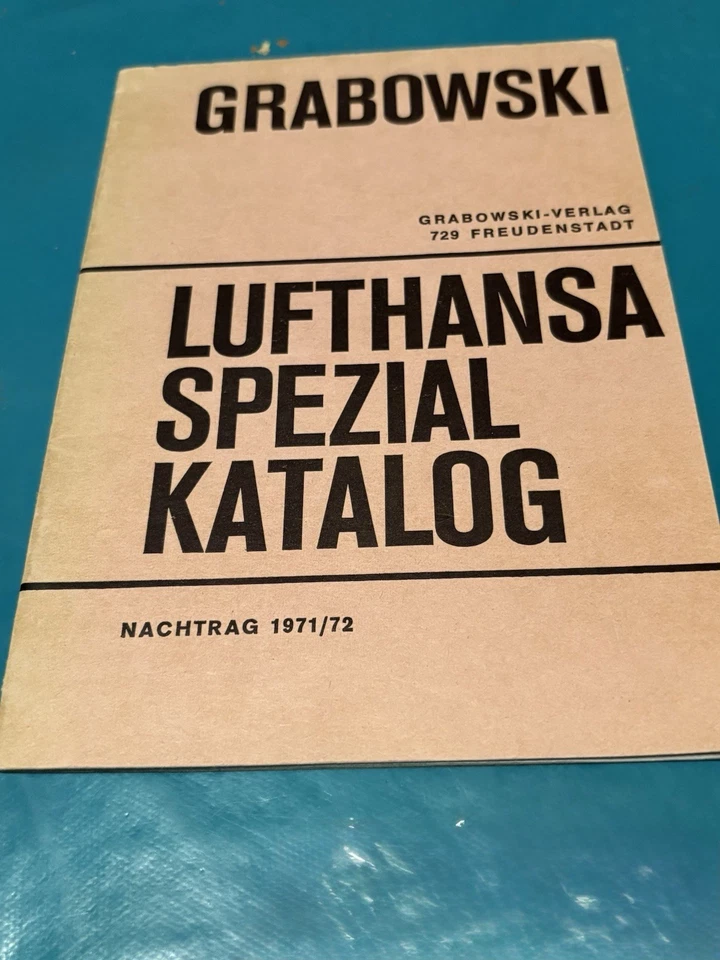 GRABOWSKI
GRABOWSKI-VERLAG
729 FREUDENSTADT
LUFTHANSA
SPEZIAL
KATALOG
NACHTRAG 1971/72